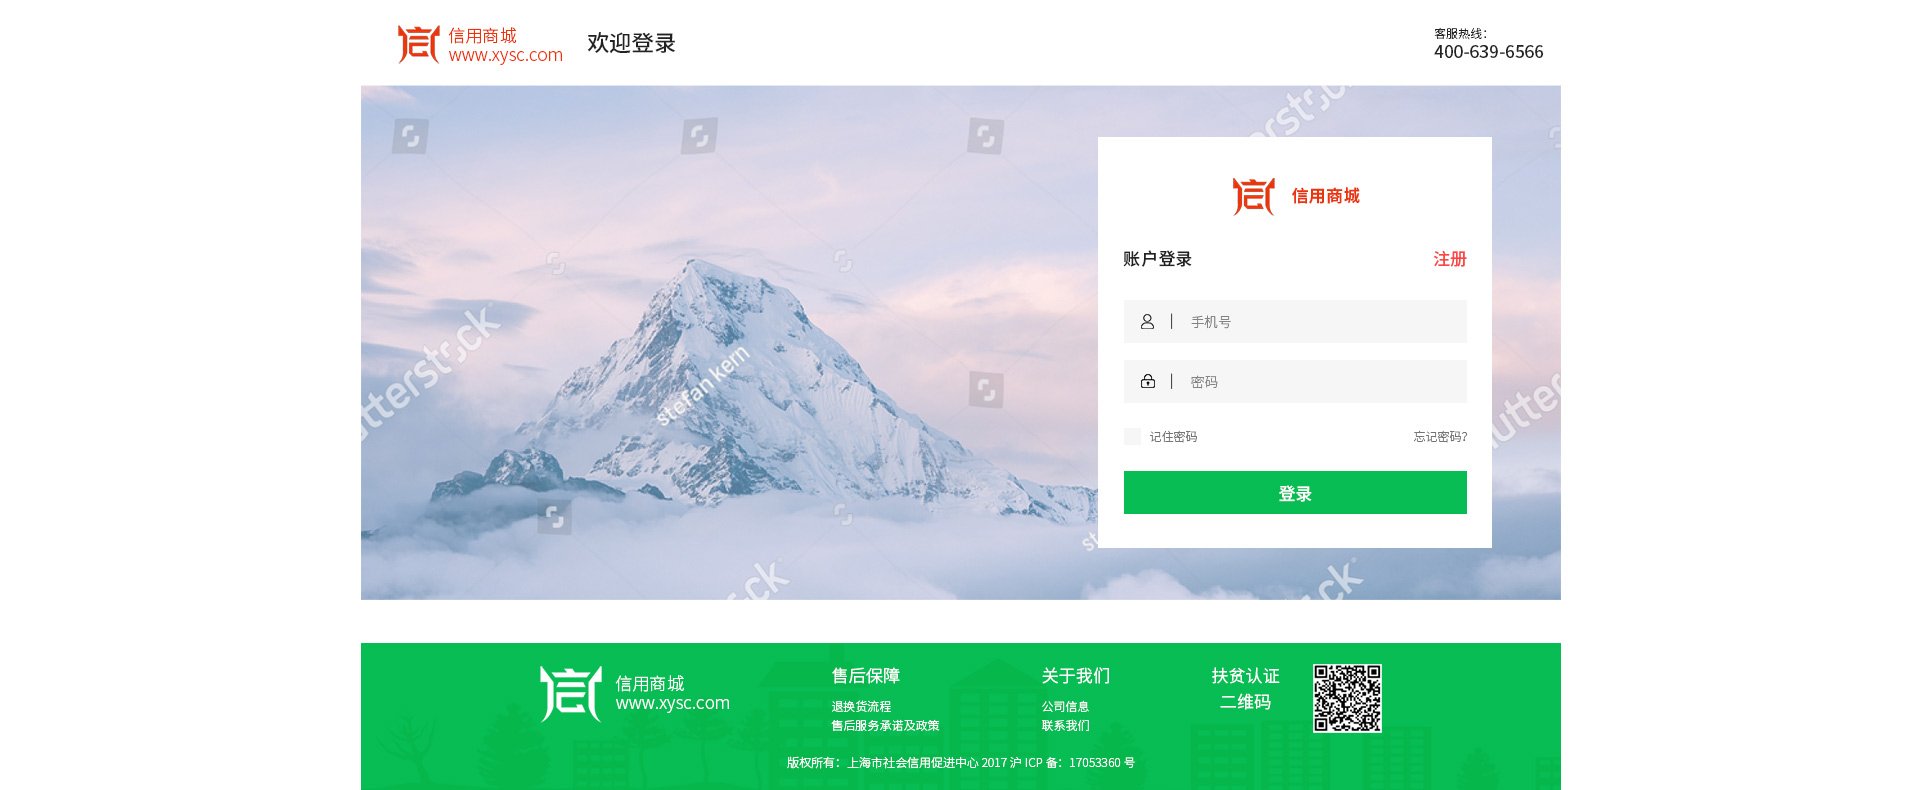 信用商城
www.xysc.com
欢迎登录
客服热线：
400-639-6566
信用商城
账户登录
注册
手机号
密码
记住密码
忘记密码？
登录
shutterstock
stefan kern
信用商城
www.xysc.com
售后保障
退换货流程
售后服务承诺及政策
关于我们
公司信息
联系我们
扶贫认证
二维码
版权所有：上海市社会信用促进中心 2017 沪 ICP 备：17053360 号